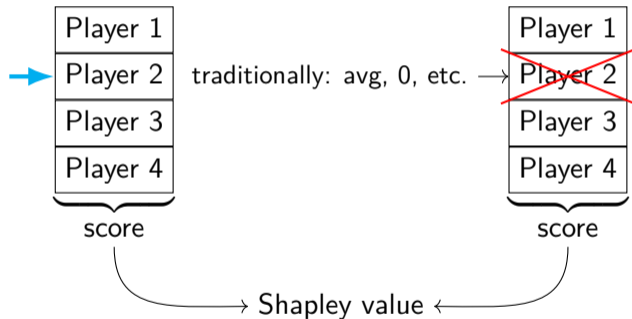 Player 1
Player 2
Player 3
Player 4
score
traditionally: avg, 0, etc.
Player 1
Player 2
Player 3
Player 4
score
Shapley value